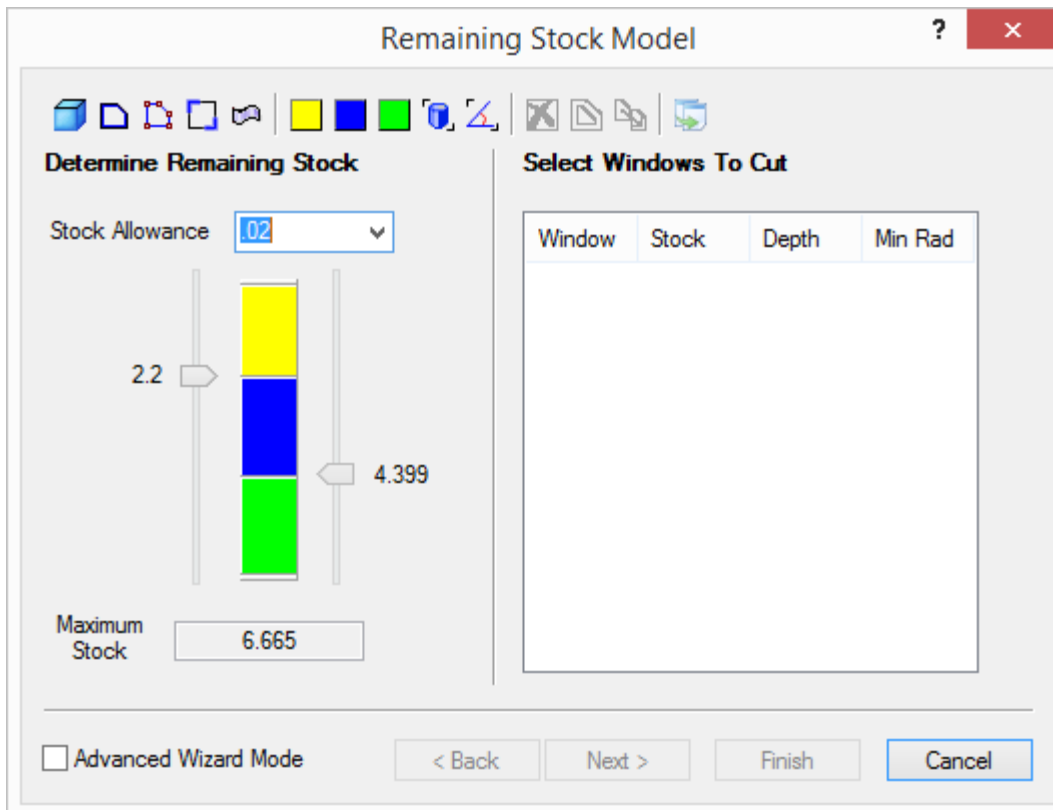 Remaining Stock Model
?
Determine Remaining Stock
Stock Allowance .02
2.2
4.399
Maximum
Stock
6.665
Select Windows To Cut
Window Stock Depth Min Rad
Advanced Wizard Mode
< Back Next > Finish Cancel